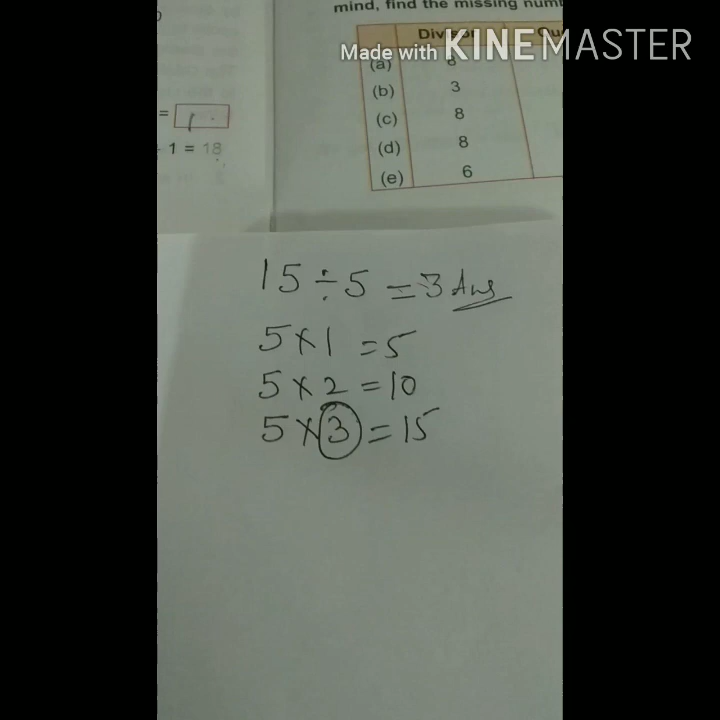 mind, find the missing
Made with KINEMASTER
(a) 8
(b) 3
(c) 8
(d) 8
(e) 6
=
1 = 18
15 ÷ 5 = 3 Ans
5 × 1 = 5
5 × 2 = 10
5 × 3 = 15